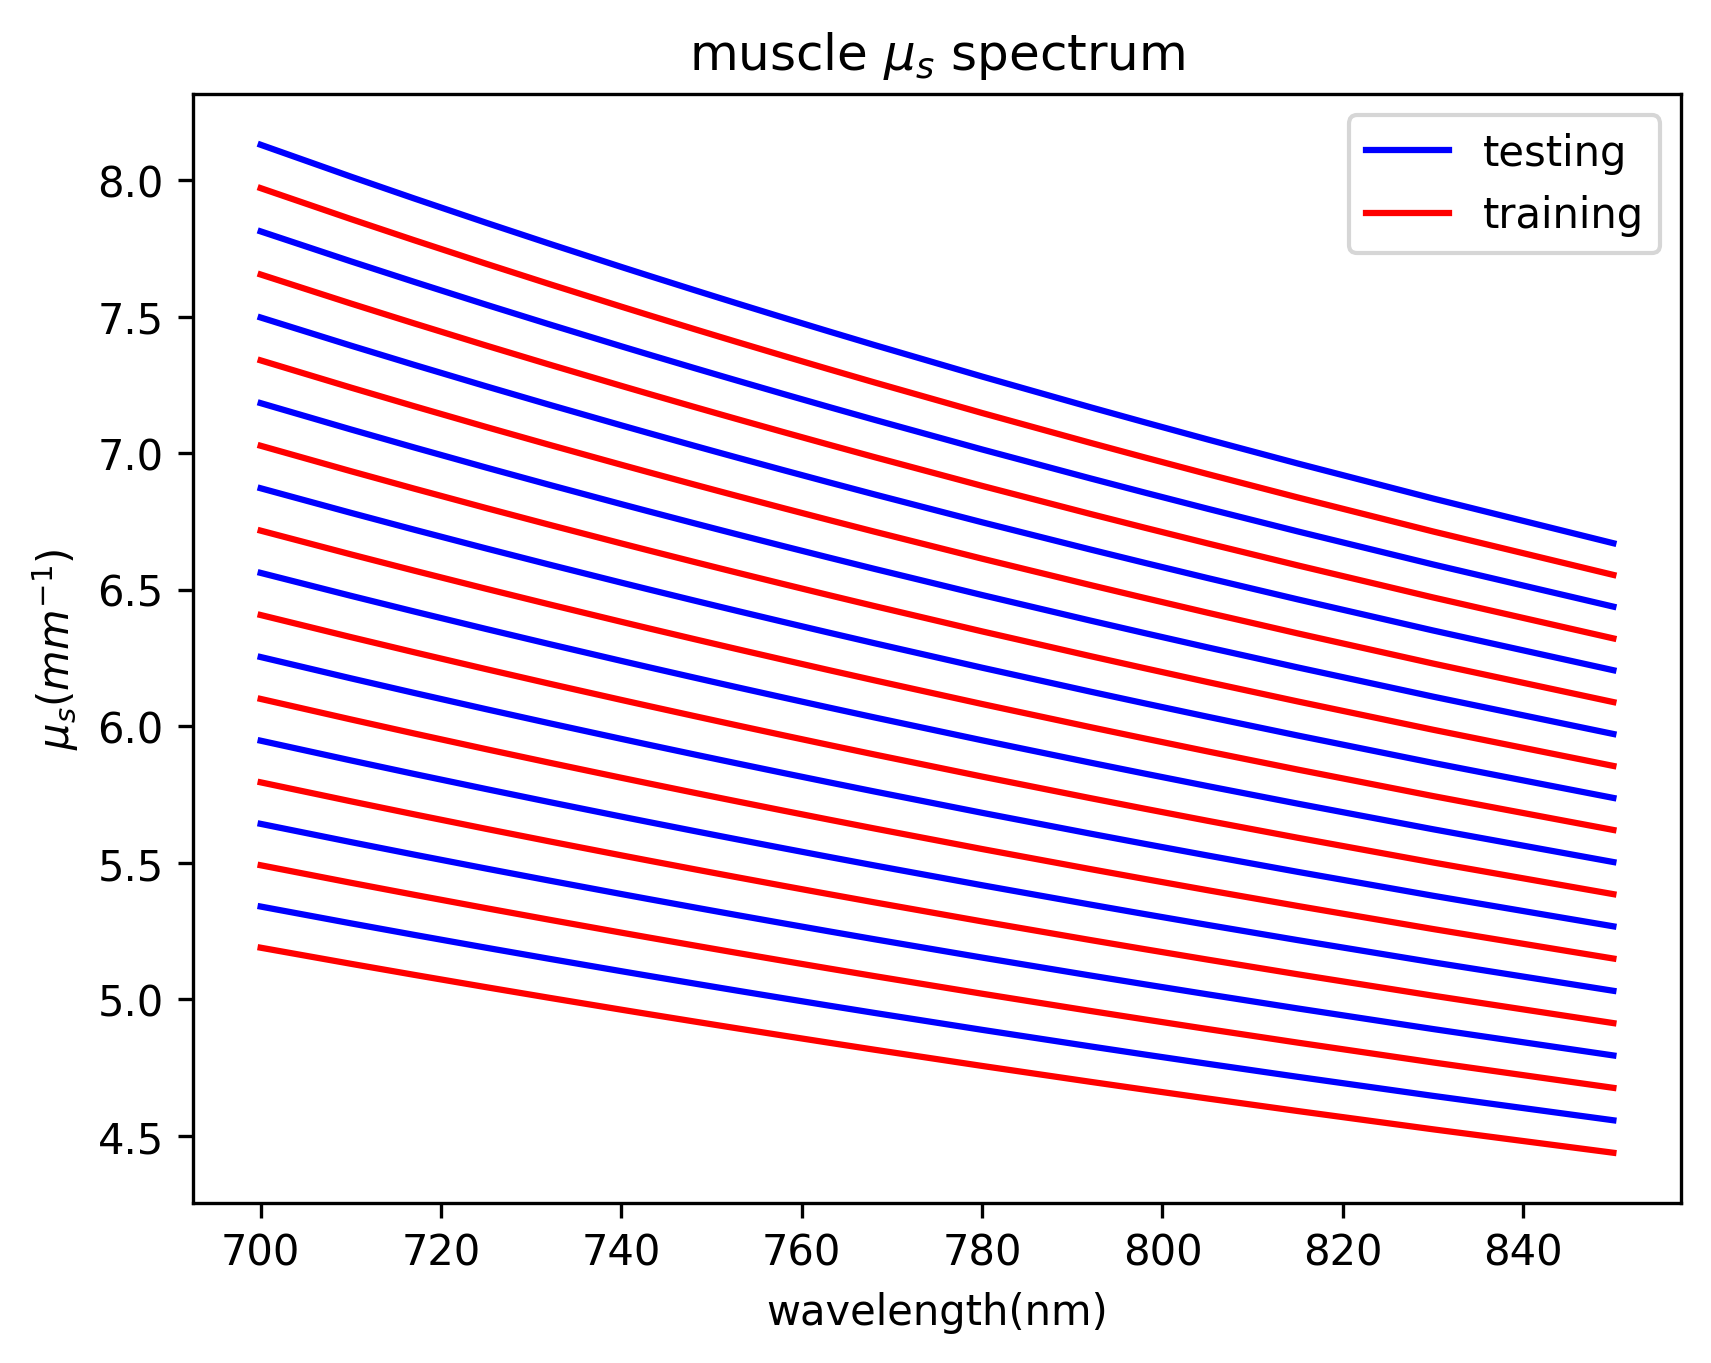 muscle μₛ spectrum
testing
training
8.0
7.5
7.0
6.5
6.0
5.5
5.0
4.5
μₛ(mm⁻¹)
700 720 740 760 780 800 820 840
wavelength(nm)